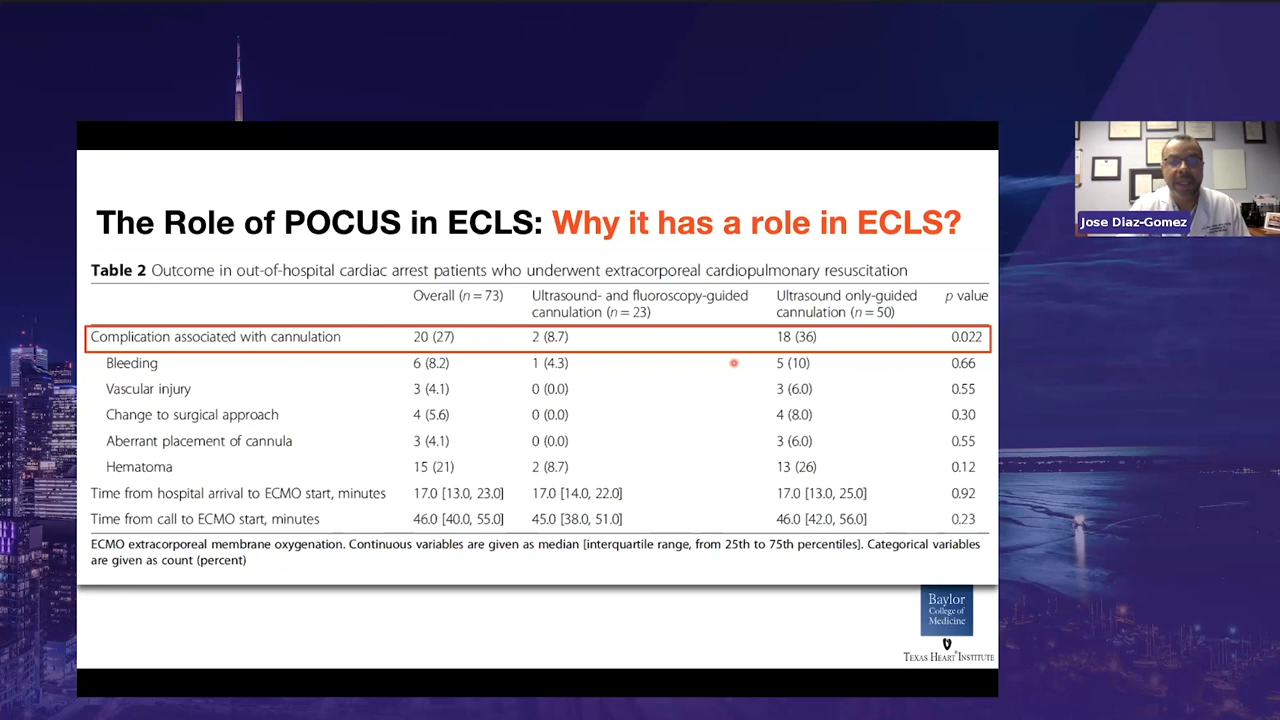 The Role of POCUS in ECLS: Why it has a role in ECLS?
Table 2 Outcome in out-of-hospital cardiac arrest patients who underwent extracorporeal cardiopulmonary resuscitation
Overall (n = 73) Ultrasound- and fluoroscopy-guided cannulation (n = 23) Ultrasound only-guided cannulation (n = 50) p value
Complication associated with cannulation 20 (27) 2 (8.7) 18 (36) 0.022
Bleeding 6 (8.2) 1 (4.3) 5 (10) 0.66
Vascular injury 3 (4.1) 0 (0.0) 3 (6.0) 0.55
Change to surgical approach 4 (5.6) 0 (0.0) 4 (8.0) 0.30
Aberrant placement of cannula 3 (4.1) 0 (0.0) 3 (6.0) 0.55
Hematoma 15 (21) 2 (8.7) 13 (26) 0.12
Time from hospital arrival to ECMO start, minutes 17.0 [13.0, 23.0] 17.0 [14.0, 22.0] 17.0 [13.0, 25.0] 0.92
Time from call to ECMO start, minutes 46.0 [40.0, 55.0] 45.0 [38.0, 51.0] 46.0 [42.0, 56.0] 0.23
ECMO extracorporeal membrane oxygenation. Continuous variables are given as median [interquartile range, from 25th to 75th percentiles]. Categorical variables
are given as count (percent)
Baylor
College of
Medicine
TEXAS HEART® INSTITUTE
Jose Diaz-Gomez